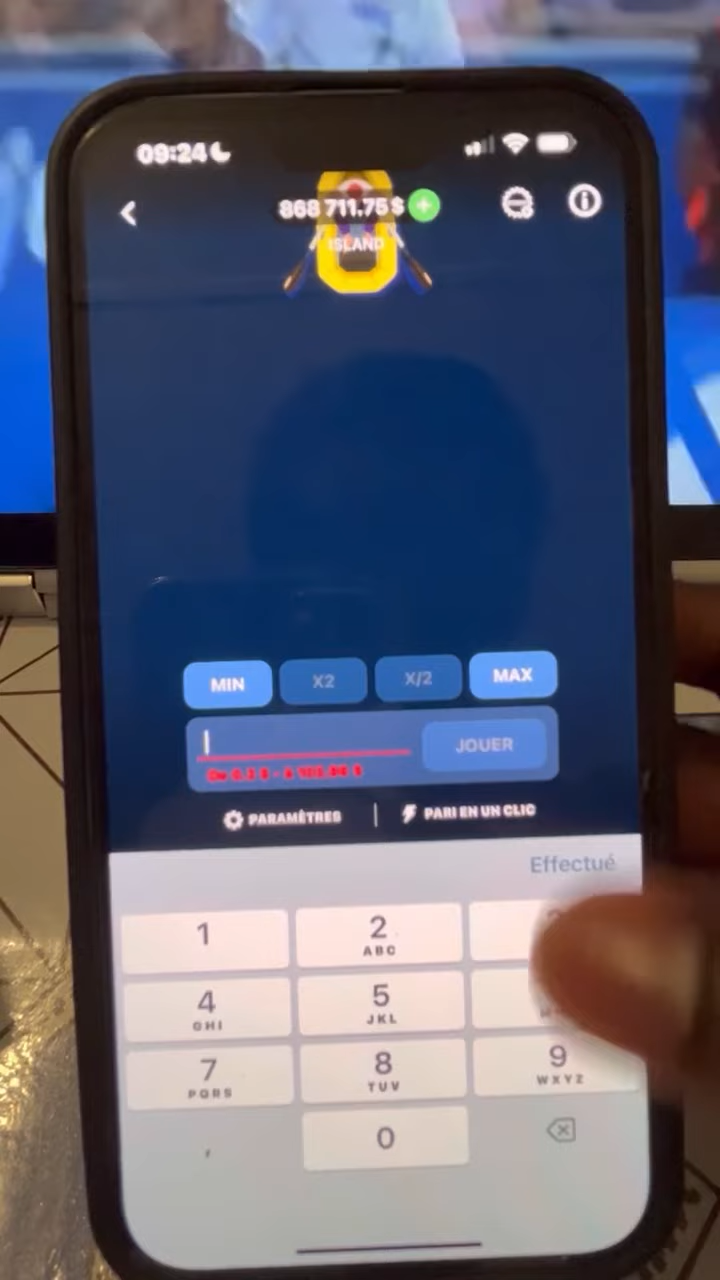 09:24
868 711.75 $
ISLAND
MIN
X2
X/2
MAX
JOUER
PARAMÈTRES | PARI EN UN CLIC
Effectué
1
2
ABC
4
GHI
5
JKL
7
PQRS
8
TUV
9
WXYZ
,
0